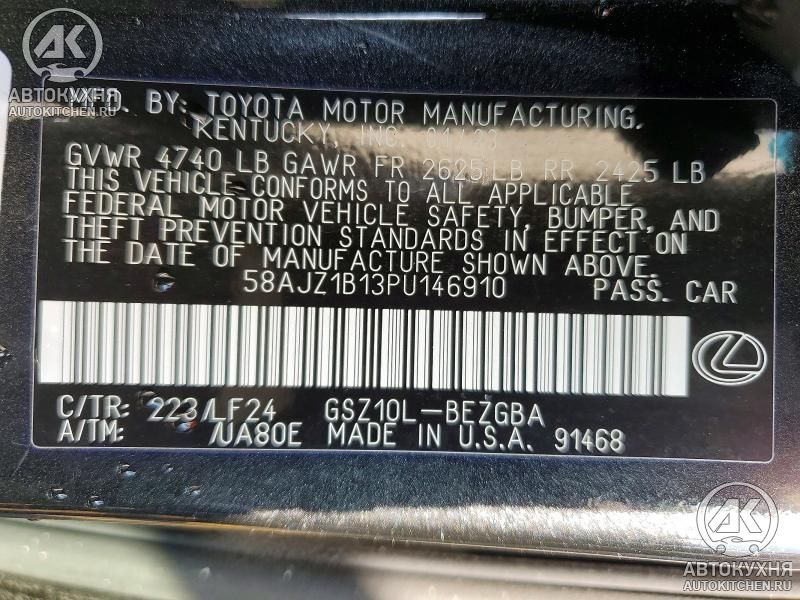 AK
АВТОКУХНЯ
AUTOKITCHEN.RU
MFD. BY: TOYOTA MOTOR MANUFACTURING,
KENTUCKY, INC. 01/23
GVWR 4740 LB GAWR FR 2625 LB RR 2425 LB
THIS VEHICLE CONFORMS TO ALL APPLICABLE
FEDERAL MOTOR VEHICLE SAFETY, BUMPER, AND
THEFT PREVENTION STANDARDS IN EFFECT ON
THE DATE OF MANUFACTURE SHOWN ABOVE.
58AJZ1B13PU146910 PASS. CAR
C/TR: 223/LF24 GSZ10L-BEZGBA
A/TM: /UA80E MADE IN U.S.A. 91468
AK
АВТОКУХНЯ
AUTOKITCHEN.RU